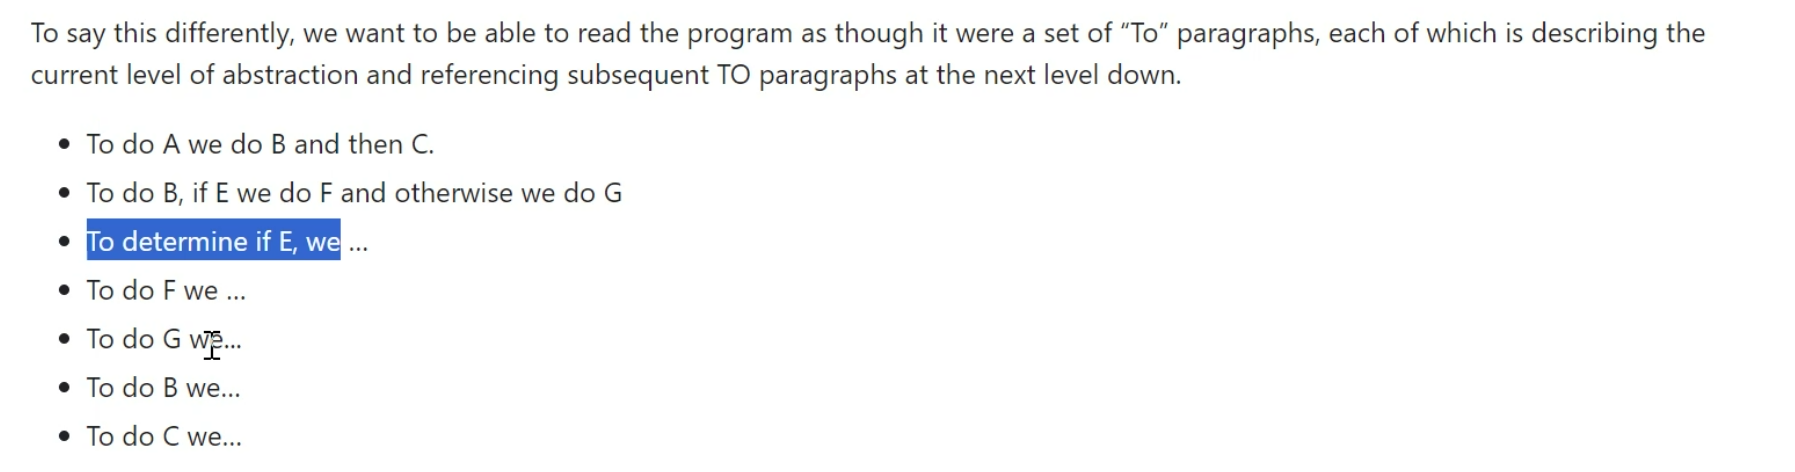 To say this differently, we want to be able to read the program as though it were a set of “To” paragraphs, each of which is describing the
current level of abstraction and referencing subsequent TO paragraphs at the next level down.
• To do A we do B and then C.
• To do B, if E we do F and otherwise we do G
• To determine if E, we ...
• To do F we ...
• To do G we...
• To do B we...
• To do C we...